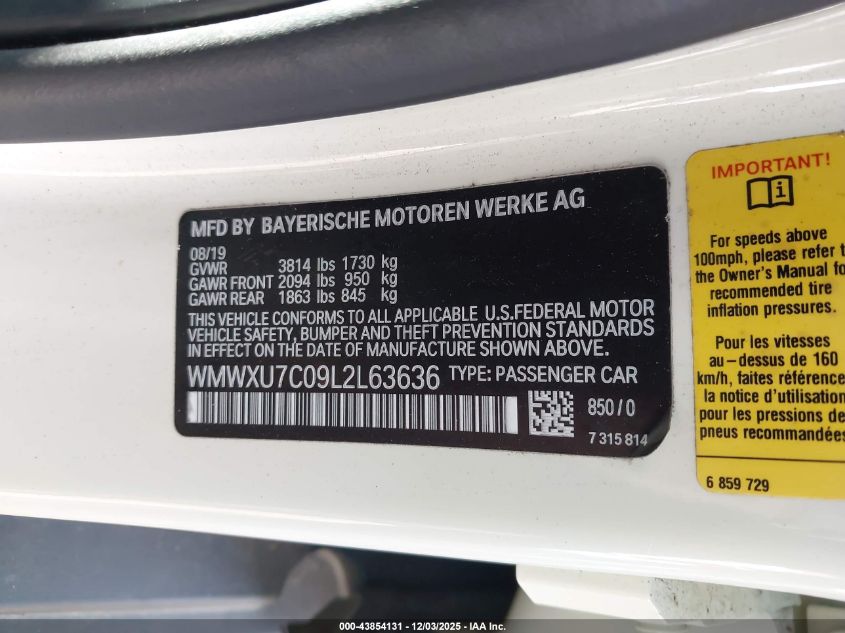 MFD BY BAYERISCHE MOTOREN WERKE AG
08/19
GVWR 3814 lbs 1730 kg
GAWR FRONT 2094 lbs 950 kg
GAWR REAR 1863 lbs 845 kg
THIS VEHICLE CONFORMS TO ALL APPLICABLE U.S.FEDERAL MOTOR
VEHICLE SAFETY, BUMPER AND THEFT PREVENTION STANDARDS
IN EFFECT ON THE DATE OF MANUFACTURE SHOWN ABOVE.
WMWXU7C09L2L63636 TYPE: PASSENGER CAR
850/0
7 315 814
IMPORTANT!
i
For speeds above
100mph, please refer t
the Owner's Manual fo
recommended tire
inflation pressures.
Pour les vitesses
au-dessus de 160
km/h, faites référence
la notice d'utilisation
pour les pressions de
pneus recommandées
6 859 729
000-43854131 - 12/03/2025 - IAA Inc.